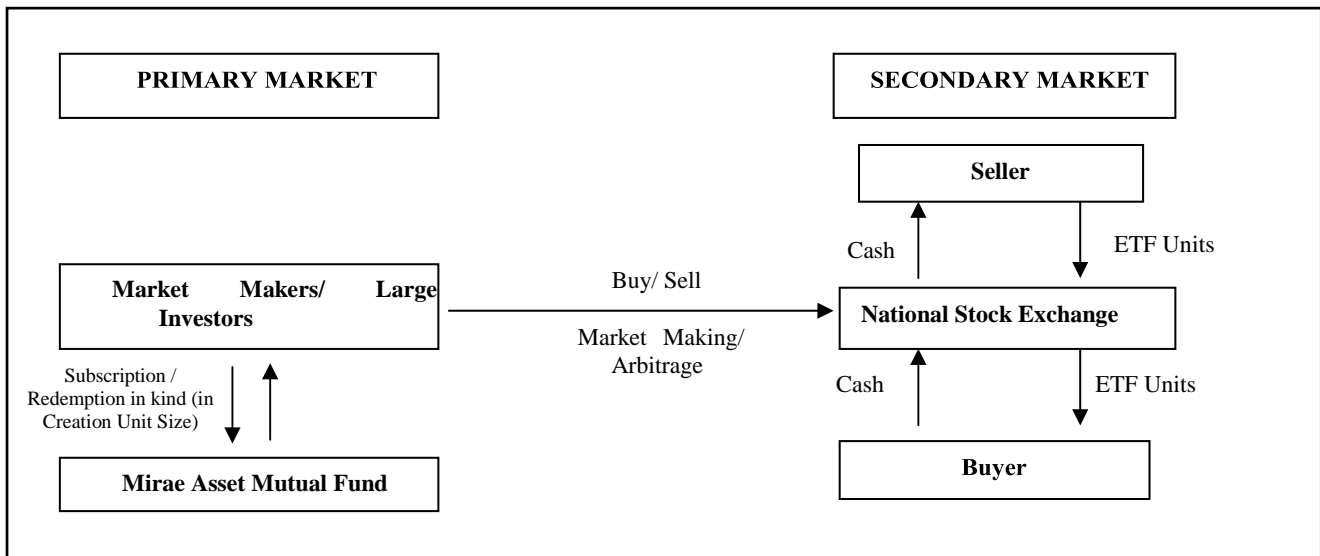 PRIMARY MARKET
SECONDARY MARKET
Seller
Cash
ETF Units
Market Makers/ Large
Investors
Buy/ Sell
Market Making/
Arbitrage
National Stock Exchange
Subscription /
Redemption in kind (in
Creation Unit Size)
Cash
ETF Units
Mirae Asset Mutual Fund
Buyer